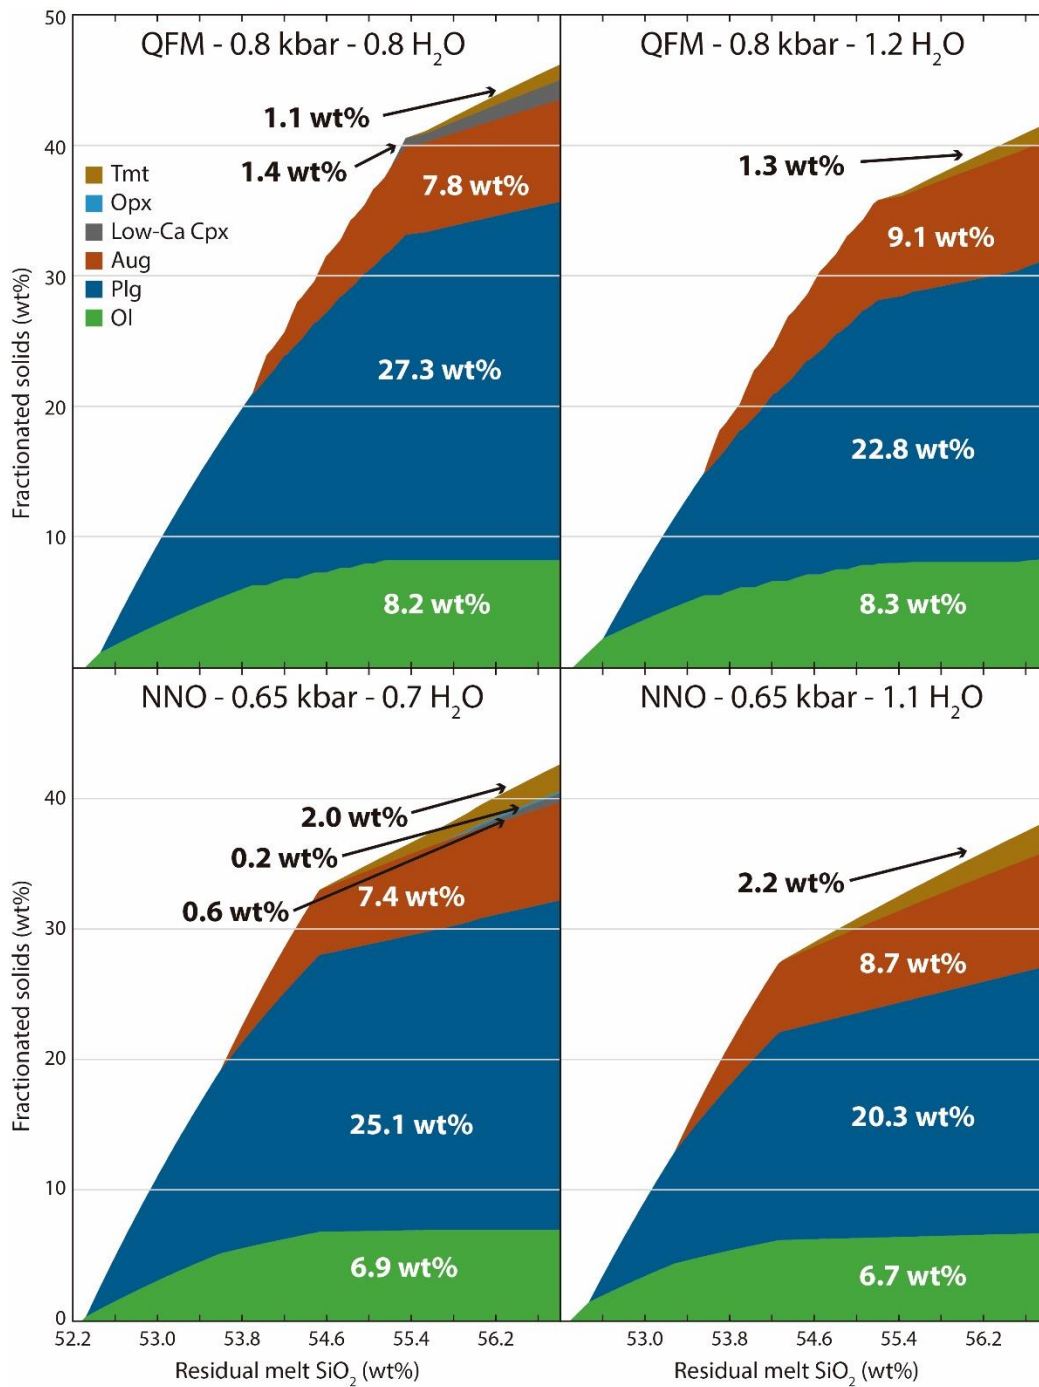 QFM - 0.8 kbar - 0.8 H₂O
QFM - 0.8 kbar - 1.2 H₂O
50
40
30
20
10
Fractionated solids (wt%)
Tmt
Opx
Low-Ca Cpx
Aug
Plg
Ol
1.1 wt%
1.4 wt%
7.8 wt%
27.3 wt%
8.2 wt%
1.3 wt%
9.1 wt%
22.8 wt%
8.3 wt%
NNO - 0.65 kbar - 0.7 H₂O
NNO - 0.65 kbar - 1.1 H₂O
40
30
20
10
0
Fractionated solids (wt%)
2.0 wt%
0.2 wt%
0.6 wt%
7.4 wt%
25.1 wt%
6.9 wt%
2.2 wt%
8.7 wt%
20.3 wt%
6.7 wt%
52.2 53.0 53.8 54.6 55.4 56.2
53.0 53.8 54.6 55.4 56.2
Residual melt SiO₂ (wt%)
Residual melt SiO₂ (wt%)